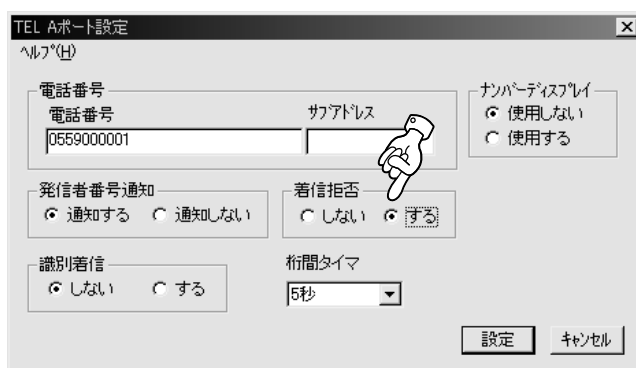 TEL Aポート設定
ヘルプ(H)
電話番号
電話番号 サブアドレス
0559000001
ナンバーディスプレイ
使用しない
使用する
発信者番号通知
通知する 通知しない
着信拒否
しない する
識別着信
しない する
桁間タイマ
5秒
設定 キャンセル